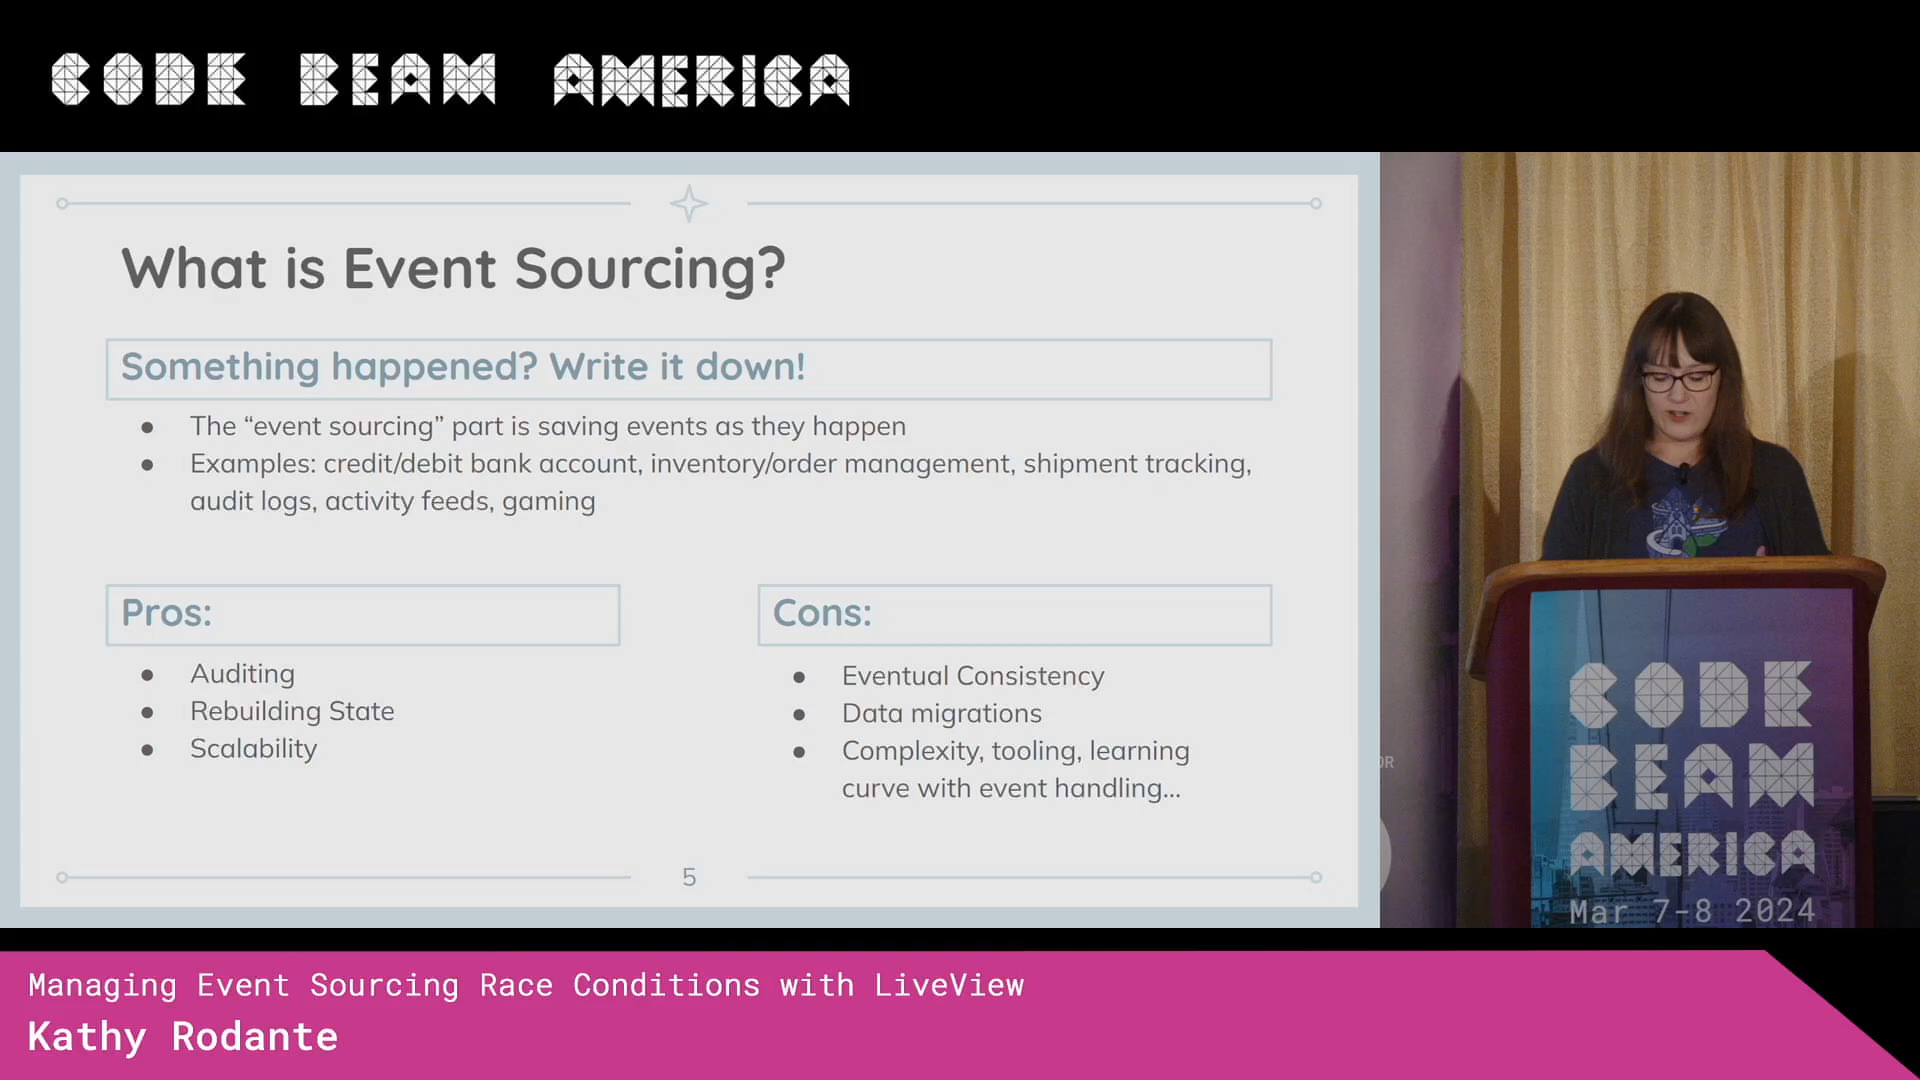 CODE BEAM AMERICA
What is Event Sourcing?
Something happened? Write it down!
● The “event sourcing” part is saving events as they happen
● Examples: credit/debit bank account, inventory/order management, shipment tracking,
audit logs, activity feeds, gaming
Pros:
● Auditing
● Rebuilding State
● Scalability
Cons:
● Eventual Consistency
● Data migrations
● Complexity, tooling, learning
curve with event handling...
5
OR
CODE
BEAM
AMERICA
Mar 7-8 2024
Managing Event Sourcing Race Conditions with LiveView
Kathy Rodante